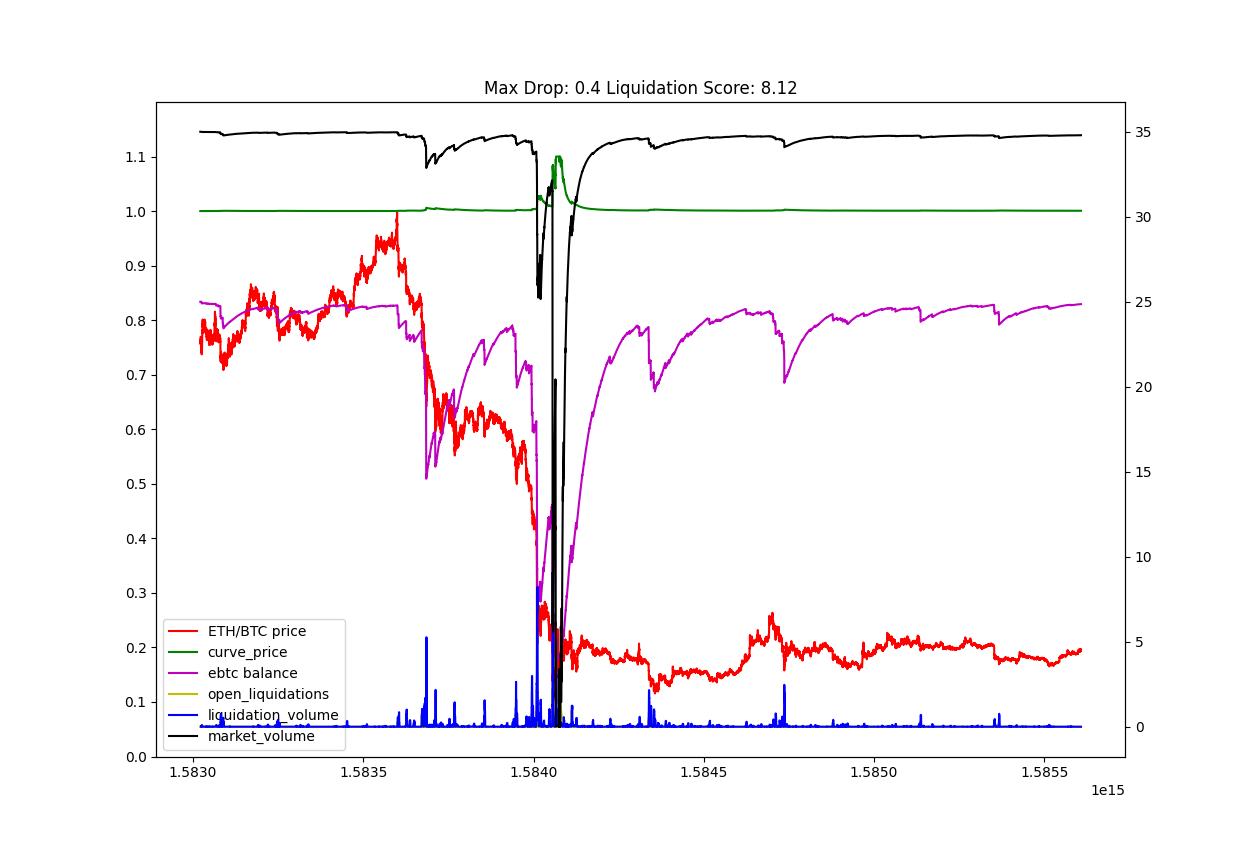 Max Drop: 0.4 Liquidation Score: 8.12
1.1
1.0
0.9
0.8
0.7
0.6
0.5
0.4
0.3
0.2
0.1
0.0
35
30
25
20
15
10
5
0
ETH/BTC price
curve_price
ebtc balance
open_liquidations
liquidation_volume
market_volume
1.5830 1.5835 1.5840 1.5845 1.5850 1.5855
1e15